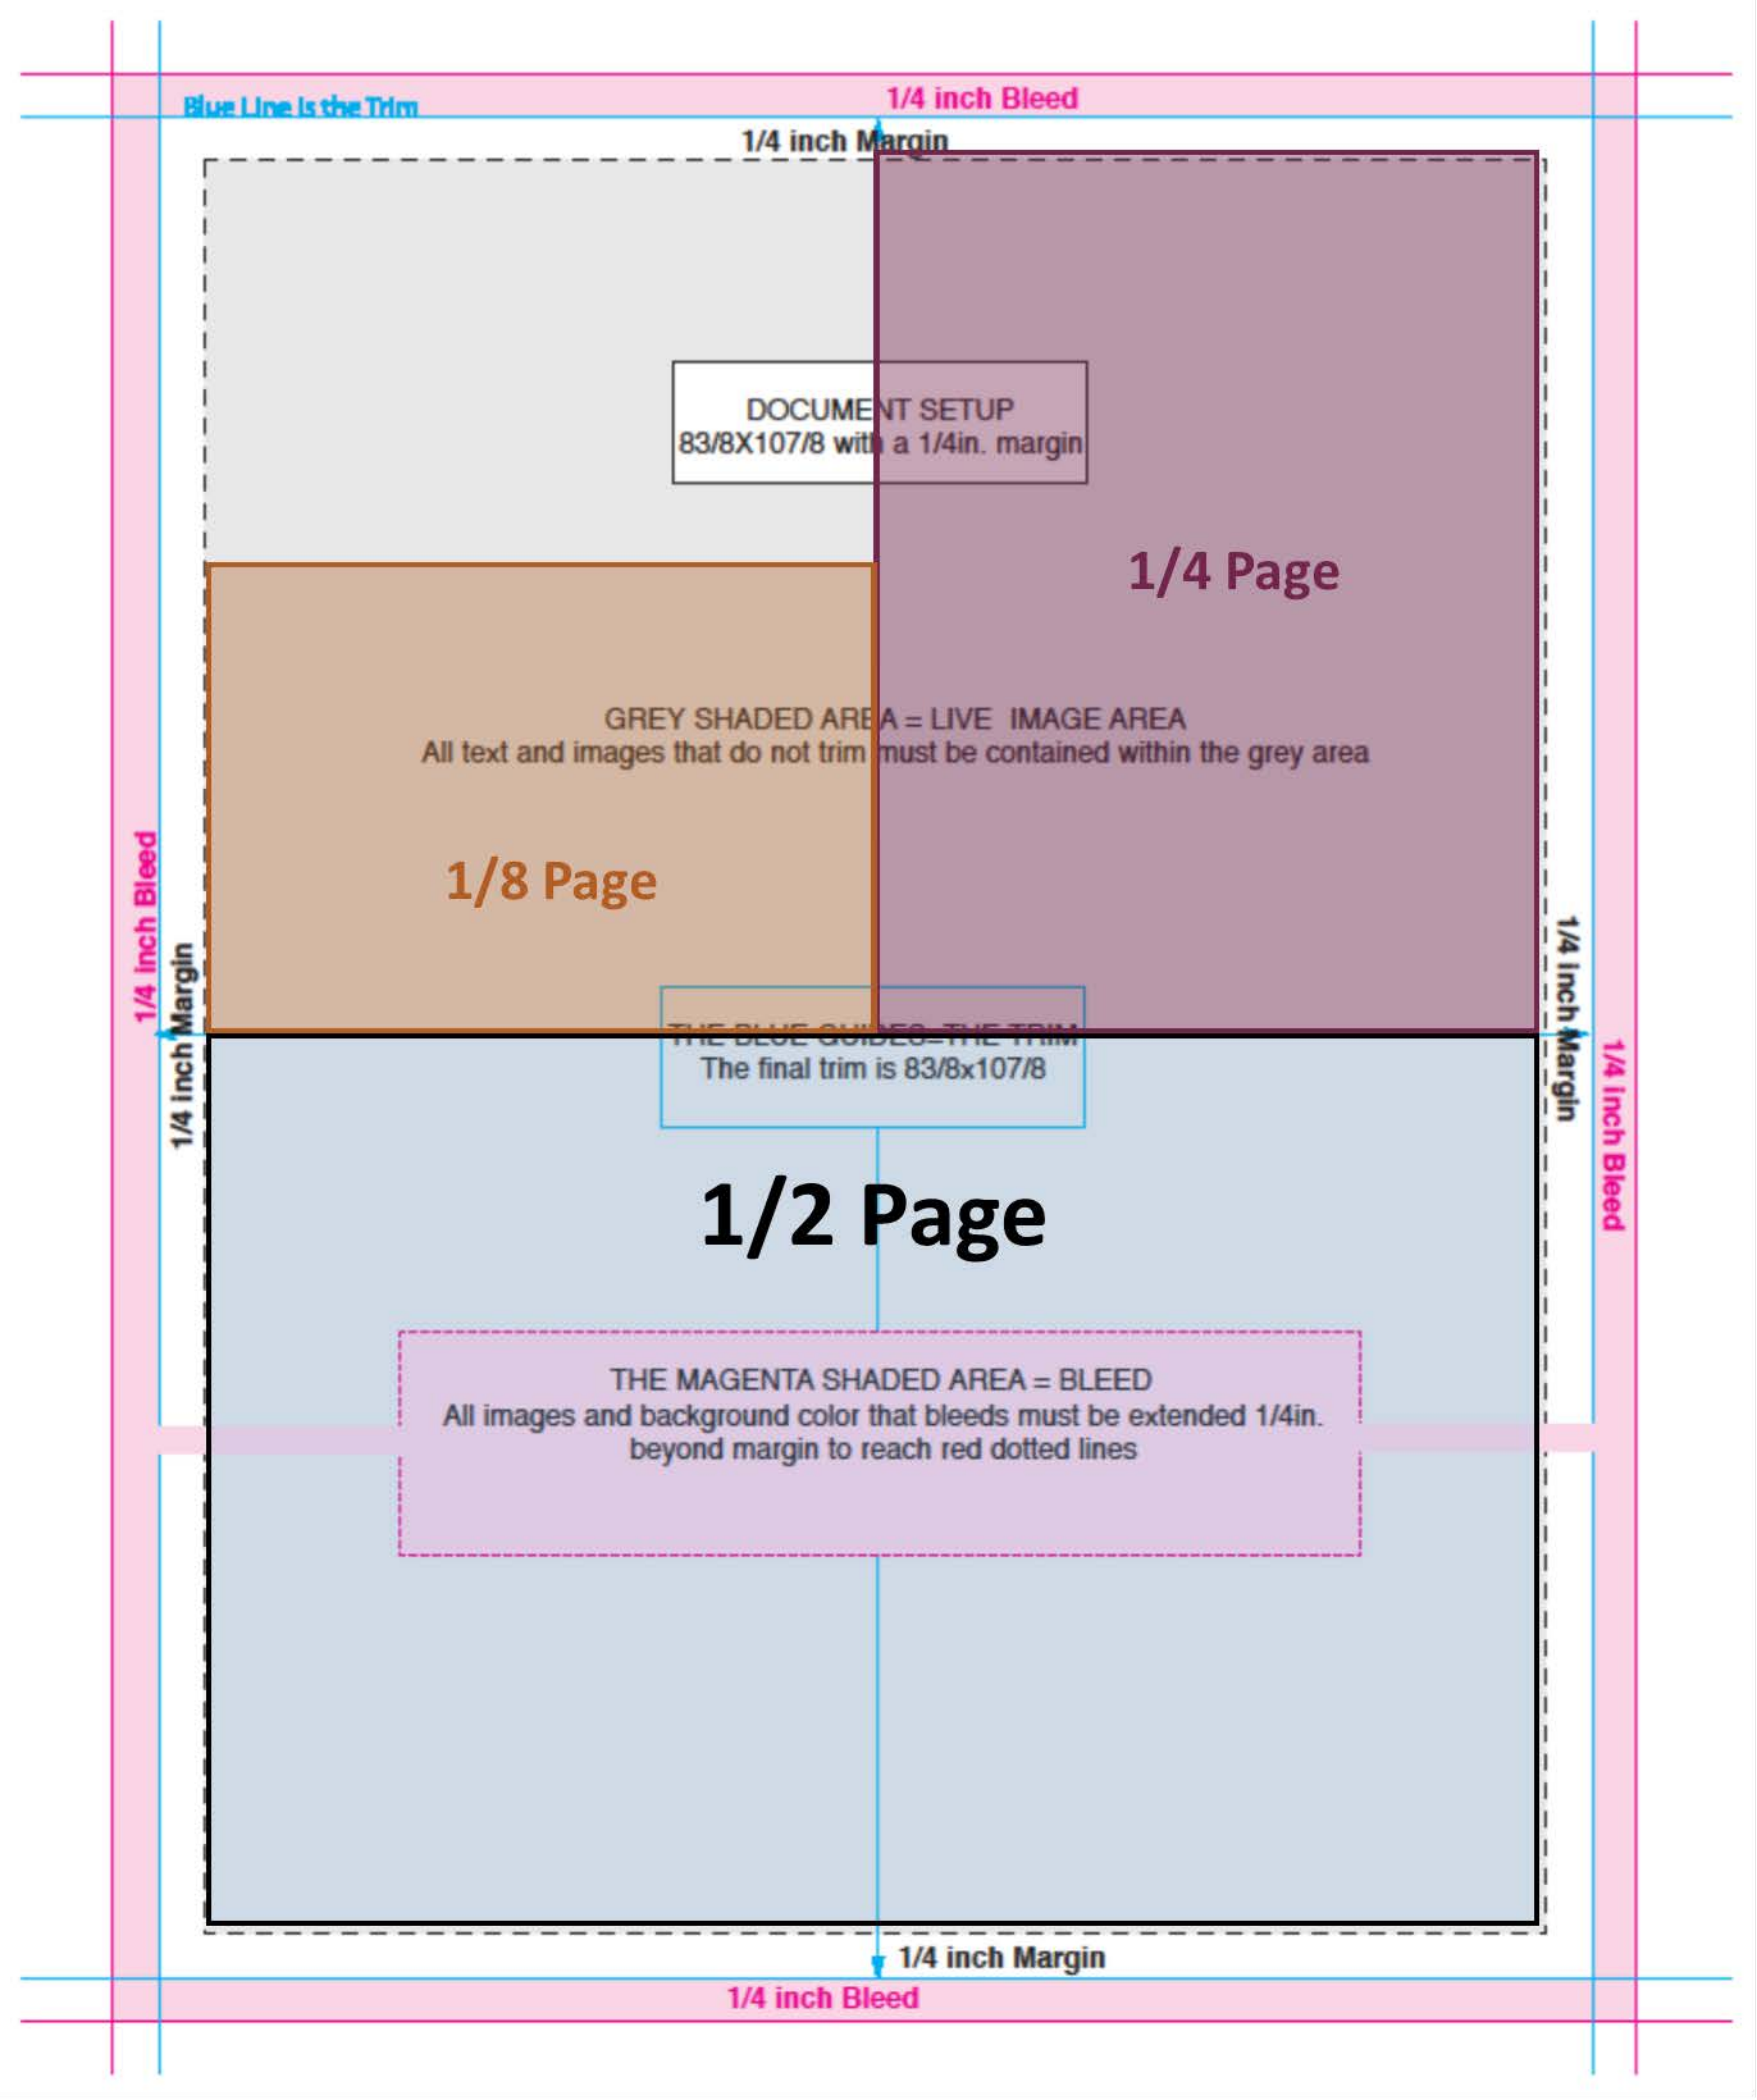 1/4 inch Bleed
Blue Line is the Trim
1/4 inch Margin
DOCUMENT SETUP
83/8X107/8 with a 1/4in. margin
1/4 Page
GREY SHADED AREA = LIVE IMAGE AREA
All text and images that do not trim must be contained within the grey area
1/8 Page
1/4 inch Bleed
1/4 inch Margin
1/4 inch Margin
1/4 inch Bleed
THE BLUE GUIDES=THE TRIM
The final trim is 83/8x107/8
1/2 Page
THE MAGENTA SHADED AREA = BLEED
All images and background color that bleeds must be extended 1/4in.
beyond margin to reach red dotted lines
1/4 inch Margin
1/4 inch Bleed